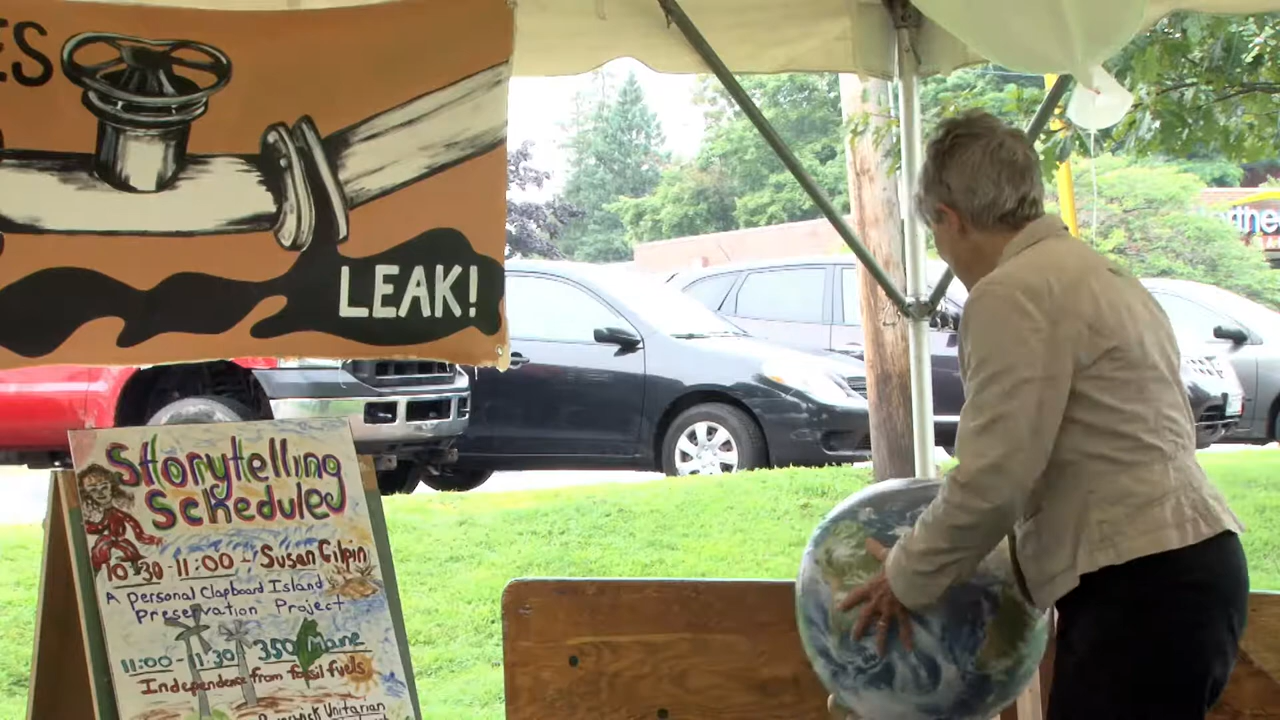 ES
LEAK!
Storytelling
Schedule
10:30-11:00 - Susan Gilpin
A Personal Clapboard Island
Preservation Project
11:00-11:30 350 Maine
Independence from fossil fuels
Unitarian